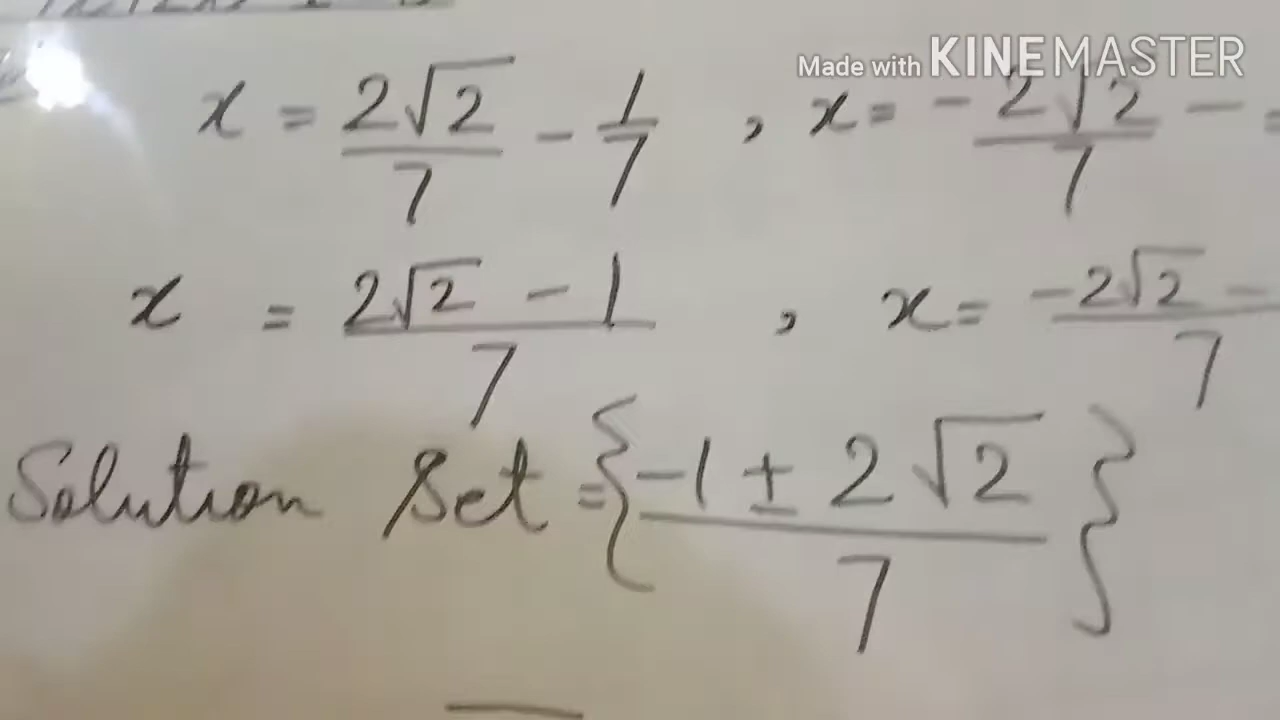 Made with KINEMASTER
x = 2√2/7 - 1/7 , x = - 2√2/7 -
x = 2√2 - 1/7 , x = -2√2 -/7
Solution Set = {-1 ± 2√2/7}